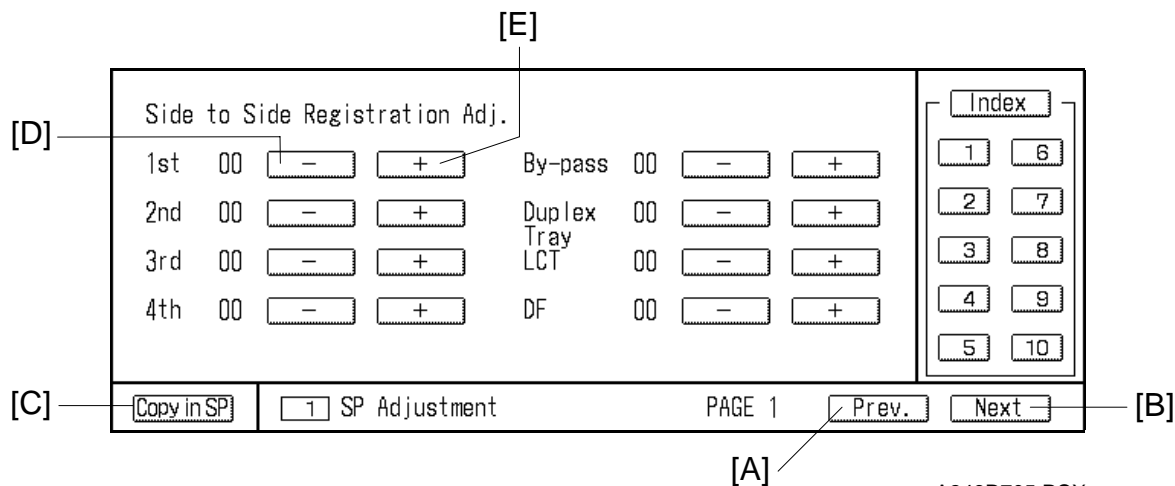 [E]
Side to Side Registration Adj.
[D]
1st 00 − + By-pass 00 − +
2nd 00 − + Duplex Tray 00 − +
3rd 00 − + LCT 00 − +
4th 00 − + DF 00 − +
Index
1 6
2 7
3 8
4 9
5 10
[C] Copy in SP 1 SP Adjustment PAGE 1 Prev. Next [B]
[A]